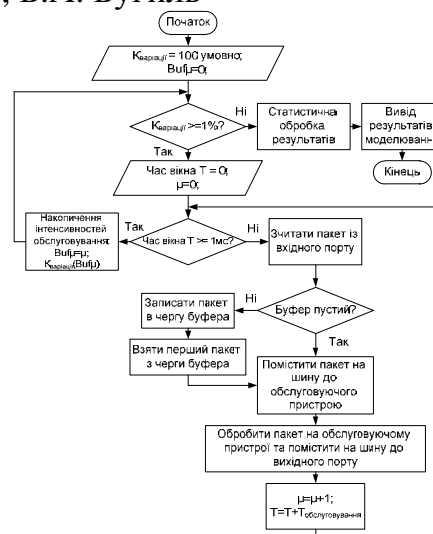 Початок
Kваріації = 100 умовно;
Bufμ=0;
Kваріації >=1%?
Ні
Статистична
обробка
результатів
Вивід
результатів
моделюванн
Так
Кінець
Час вікна T = 0;
μ=0;
Накопичення
інтенсивностей
обслуговування:
Bufμ=μ;
Kваріації(Bufμ)
Так
Час вікна T >= 1мс?
Ні
Зчитати пакет із
вхідного порту
Буфер пустий?
Ні
Записати пакет
в чергу буфера
Взяти перший пакет
з черги буфера
Так
Помістити пакет на
шину до
обслуговуючого
пристрою
Обробити пакет на обслуговуючому
пристрої та помістити на шину до
вихідного порту
μ=μ+1;
T=T+Tобслуговування